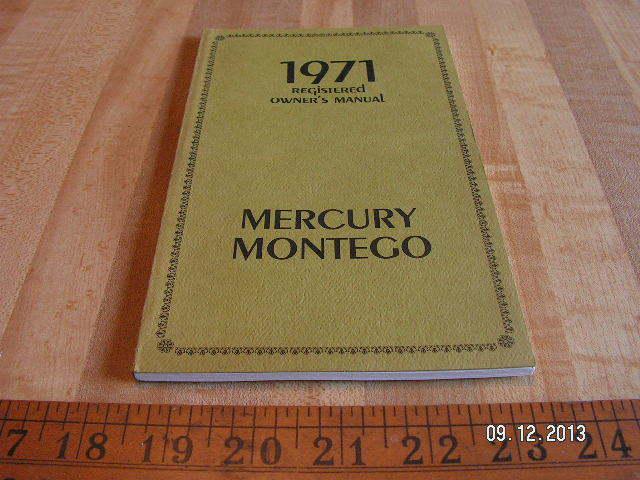 1971
REGISTERED
OWNER'S MANUAL
MERCURY
MONTEGO
09.12.2013
7 18 19 20 21 22 23 24